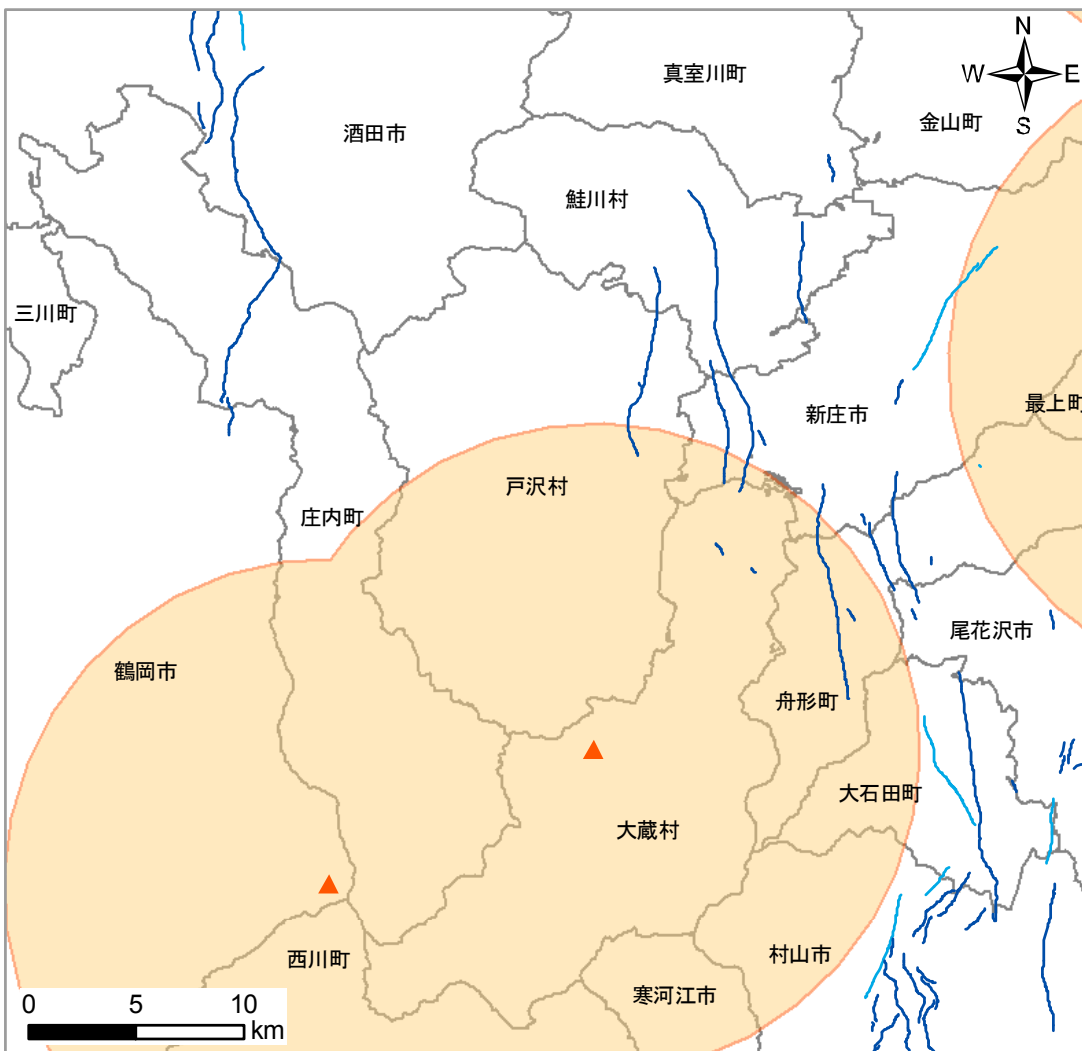 N
真室川町
W E
金山町
酒田市
S
鮭川村
三川町
最上町
新庄市
戸沢村
庄内町
尾花沢市
鶴岡市
舟形町
大石田町
大蔵村
村山市
西川町
寒河江市
0 5 10
km